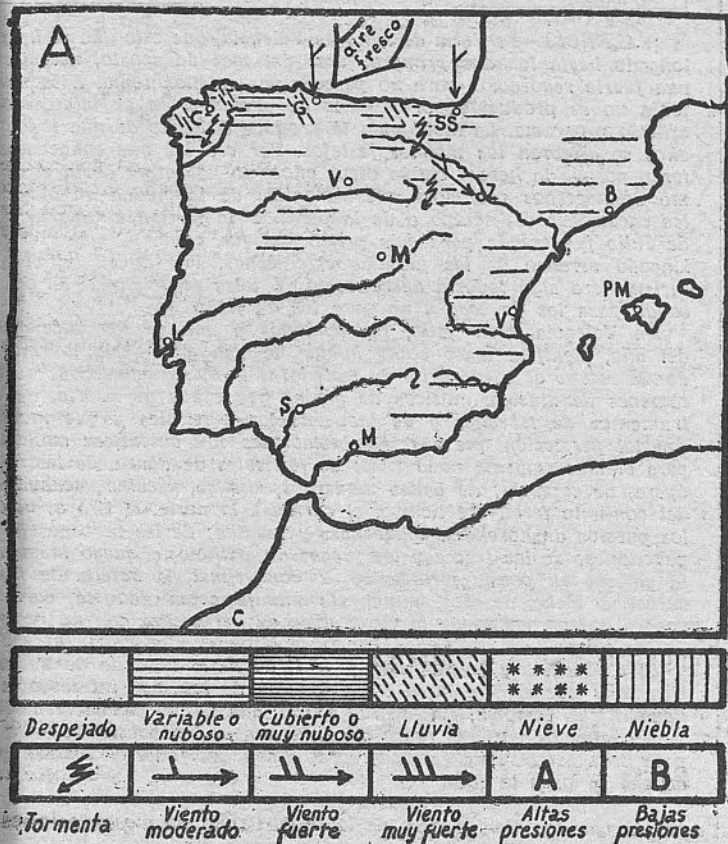 A
aire
fresco
C
G
SS
V
Z
B
M
PM
V
L
S
M
C
Despejado
Variable o
nuboso
Cubierto o
muy nuboso
Lluvia
Nieve
Niebla
A
B
Tormenta
Viento
moderado
Viento
fuerte
Viento
muy fuerte
Altas
presiones
Bajas
presiones